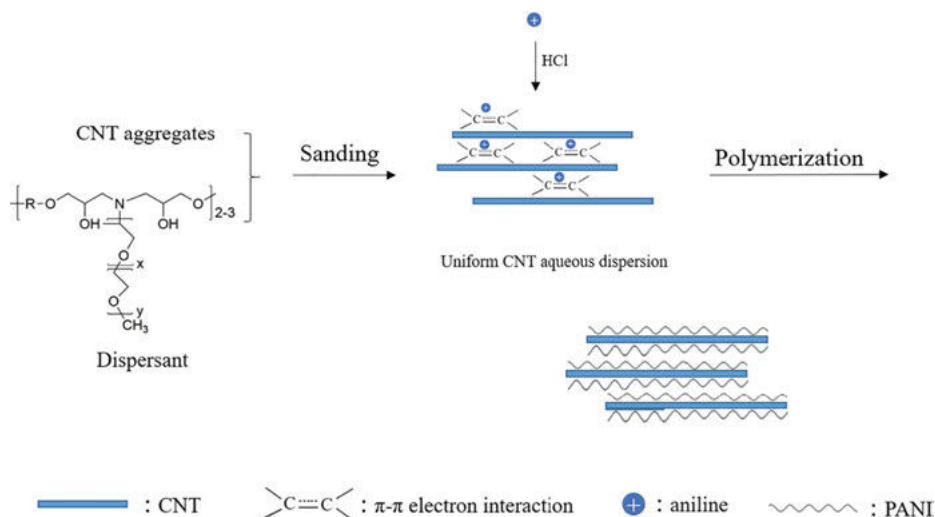 HCl
CNT aggregates
Sanding
Polymerization
C=C
C=C
C=C
C=C
R
O
N
O
2-3
OH
OH
O
x
O
y
CH3
Dispersant
Uniform CNT aqueous dispersion
: CNT
C=C
: π-π electron interaction
+
: aniline
: PANI